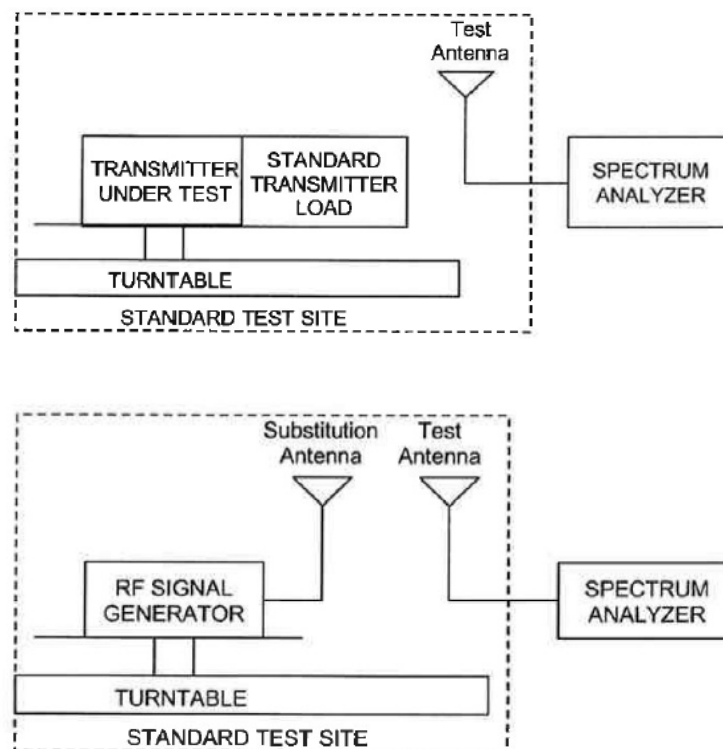 Test
Antenna
TRANSMITTER
UNDER TEST
STANDARD
TRANSMITTER
LOAD
SPECTRUM
ANALYZER
TURNTABLE
STANDARD TEST SITE
Substitution
Antenna
Test
Antenna
RF SIGNAL
GENERATOR
SPECTRUM
ANALYZER
TURNTABLE
STANDARD TEST SITE